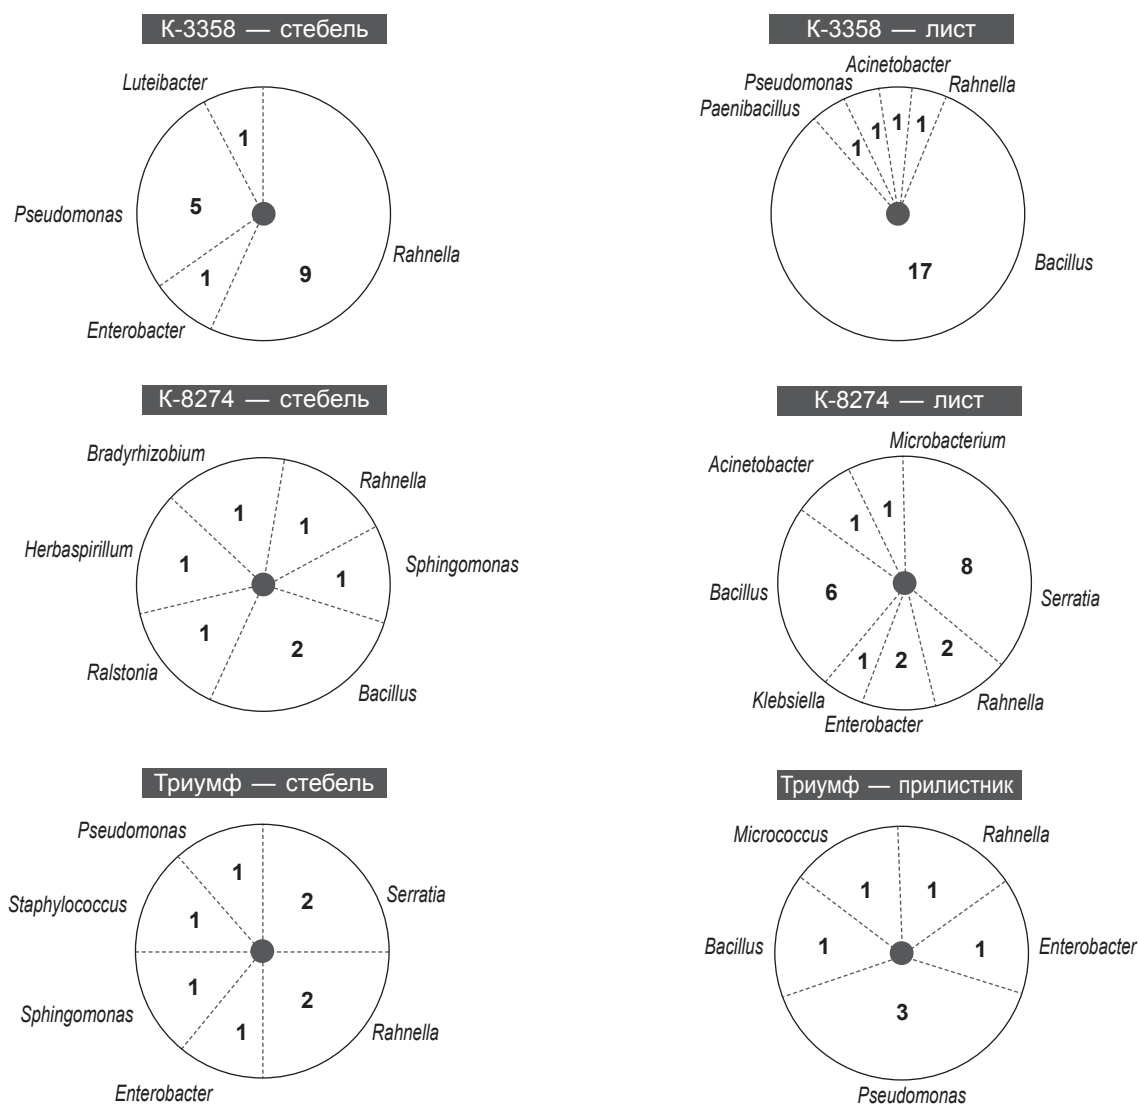 К-3358 — стебель
Luteibacter
1
5
Pseudomonas
1
9
Rahnella
Enterobacter
К-3358 — лист
Acinetobacter
Pseudomonas
Rahnella
Paenibacillus
1
1
1
1
17
Bacillus
К-8274 — стебель
Bradyrhizobium
Rahnella
1
1
Herbaspirillum
1
1
Sphingomonas
1
2
Ralstonia
Bacillus
К-8274 — лист
Microbacterium
Acinetobacter
1
1
8
Bacillus
6
Serratia
1
2
2
Klebsiella
Rahnella
Enterobacter
Триумф — стебель
Pseudomonas
1
2
Serratia
Staphylococcus
1
1
2
Sphingomonas
1
Rahnella
Enterobacter
Триумф — прилистник
Micrococcus
Rahnella
1
1
Bacillus
1
1
Enterobacter
3
Pseudomonas